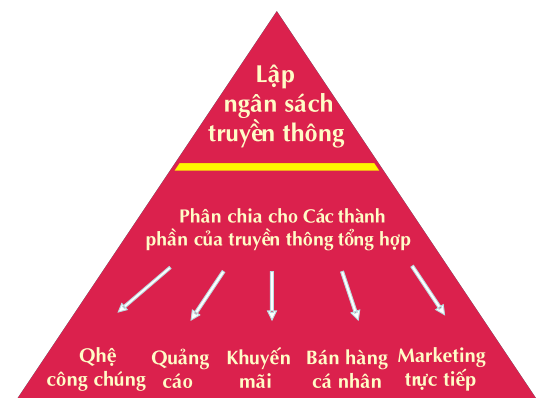 Lập
ngân sách
truyền thông
Phân chia cho Các thành
phần của truyền thông tổng hợp
Qhệ
công chúng
Quảng
cáo
Khuyến
mãi
Bán hàng
cá nhân
Marketing
trực tiếp